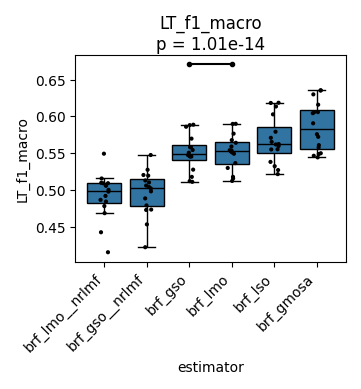 LT_f1_macro
p = 1.01e-14
LT_f1_macro
0.65
0.60
0.55
0.50
0.45
brf_lmo__nrlmf
brf_gso__nrlmf
brf_gso
brf_lmo
brf_lso
brf_gmosa
estimator